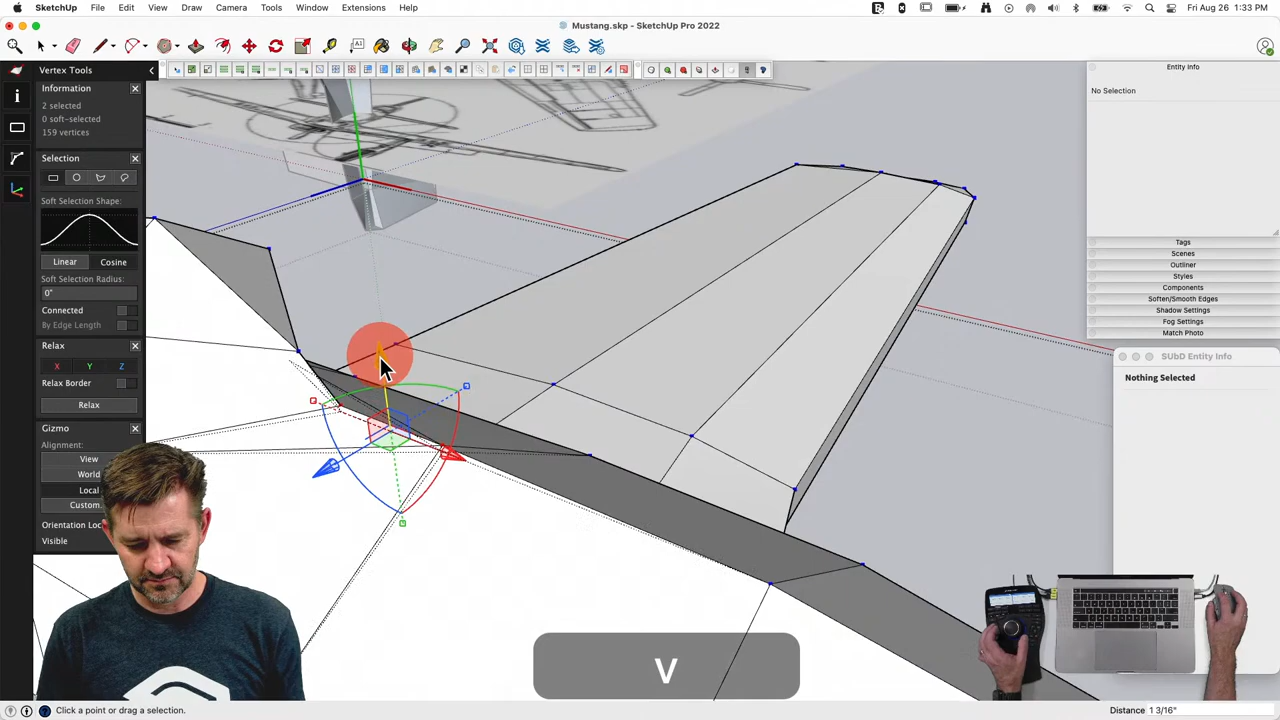 SketchUp File Edit View Draw Camera Tools Window Extensions Help Fri Aug 26 1:33 PM
Mustang.skp - SketchUp Pro 2022
Vertex Tools
Information
2 selected
0 soft-selected
159 vertices
Selection
Soft Selection Shape:
Linear Cosine
Soft Selection Radius:
0"
Connected
By Edge Length
Relax
X Y Z
Relax Border
Relax
Gizmo
Alignment:
View
World
Local
Custom
Orientation Loc
Visible
Entity Info
No Selection
Tags
Scenes
Outliner
Styles
Components
Soften/Smooth Edges
Shadow Settings
Fog Settings
Match Photo
SUbD Entity Info
Nothing Selected
v
Click a point or drag a selection.
Distance 1 3/16"